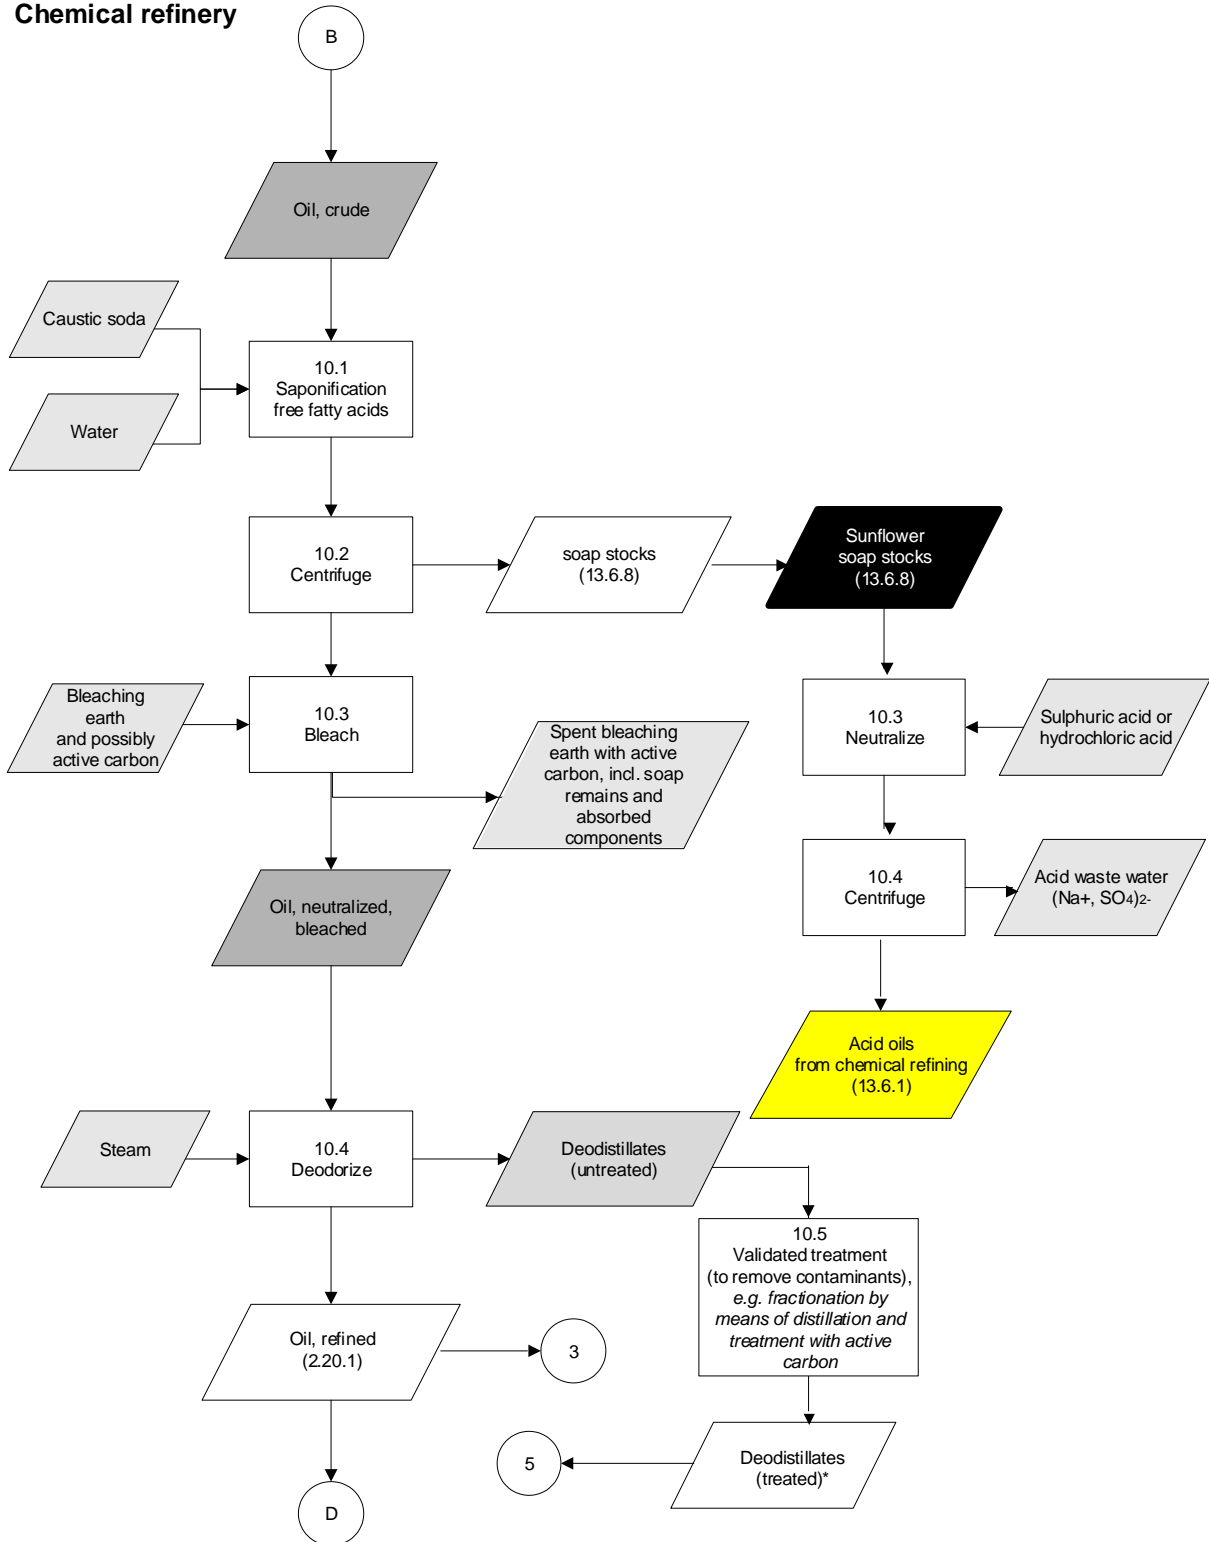 Chemical refinery
B
Oil, crude
Caustic soda
Water
10.1
Saponification
free fatty acids
10.2
Centrifuge
soap stocks
(13.6.8)
Sunflower
soap stocks
(13.6.8)
Bleaching
earth
and possibly
active carbon
10.3
Bleach
Spent bleaching
earth with active
carbon, incl. soap
remains and
absorbed
components
10.3
Neutralize
Sulphuric acid or
hydrochloric acid
10.4
Centrifuge
Acid waste water
(Na+, SO4)2-
Oil, neutralized,
bleached
Acid oils
from chemical refining
(13.6.1)
Steam
10.4
Deodorize
Deodistillates
(untreated)
10.5
Validated treatment
(to remove contaminants),
e.g. fractionation by
means of distillation and
treatment with active
carbon
Oil, refined
(2.20.1)
3
5
Deodistillates
(treated)*
D